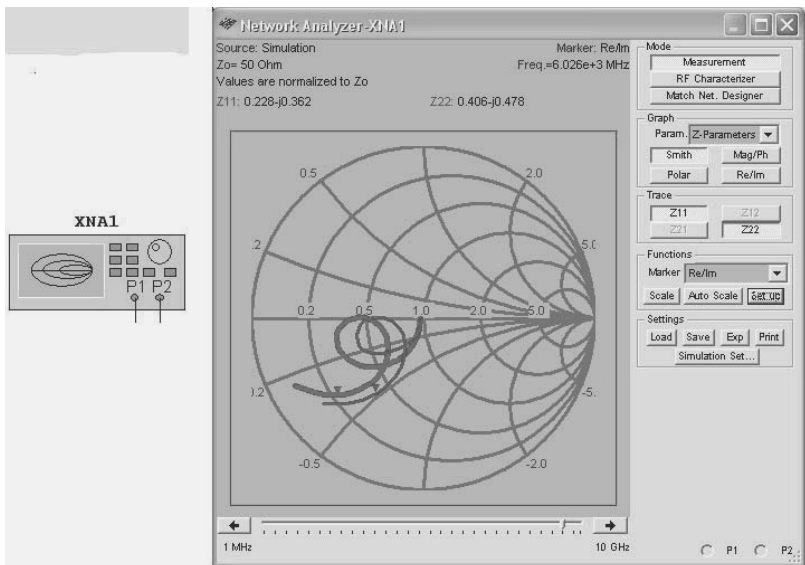 Network Analyzer-XNA1
Source: Simulation Marker: Re/Im
Zo= 50 Ohm Freq.=6.026e+3 MHz
Values are normalized to Zo
Z11: 0.228-j0.362 Z22: 0.406-j0.478
0.5 2.0
.2 5.(
0.2 0.5 1.0 2.0 5.0
).2 -5.
-0.5 -2.0
1 MHz 10 GHz
XNA1
P1 P2
Mode
Measurement
RF Characterizer
Match Net. Designer
Graph
Param. Z-Parameters
Smith Mag/Ph
Polar Re/Im
Trace
Z11 Z12
Z21 Z22
Functions
Marker Re/Im
Scale Auto Scale Set up
Settings
Load Save Exp Print
Simulation Set...
P1 P2